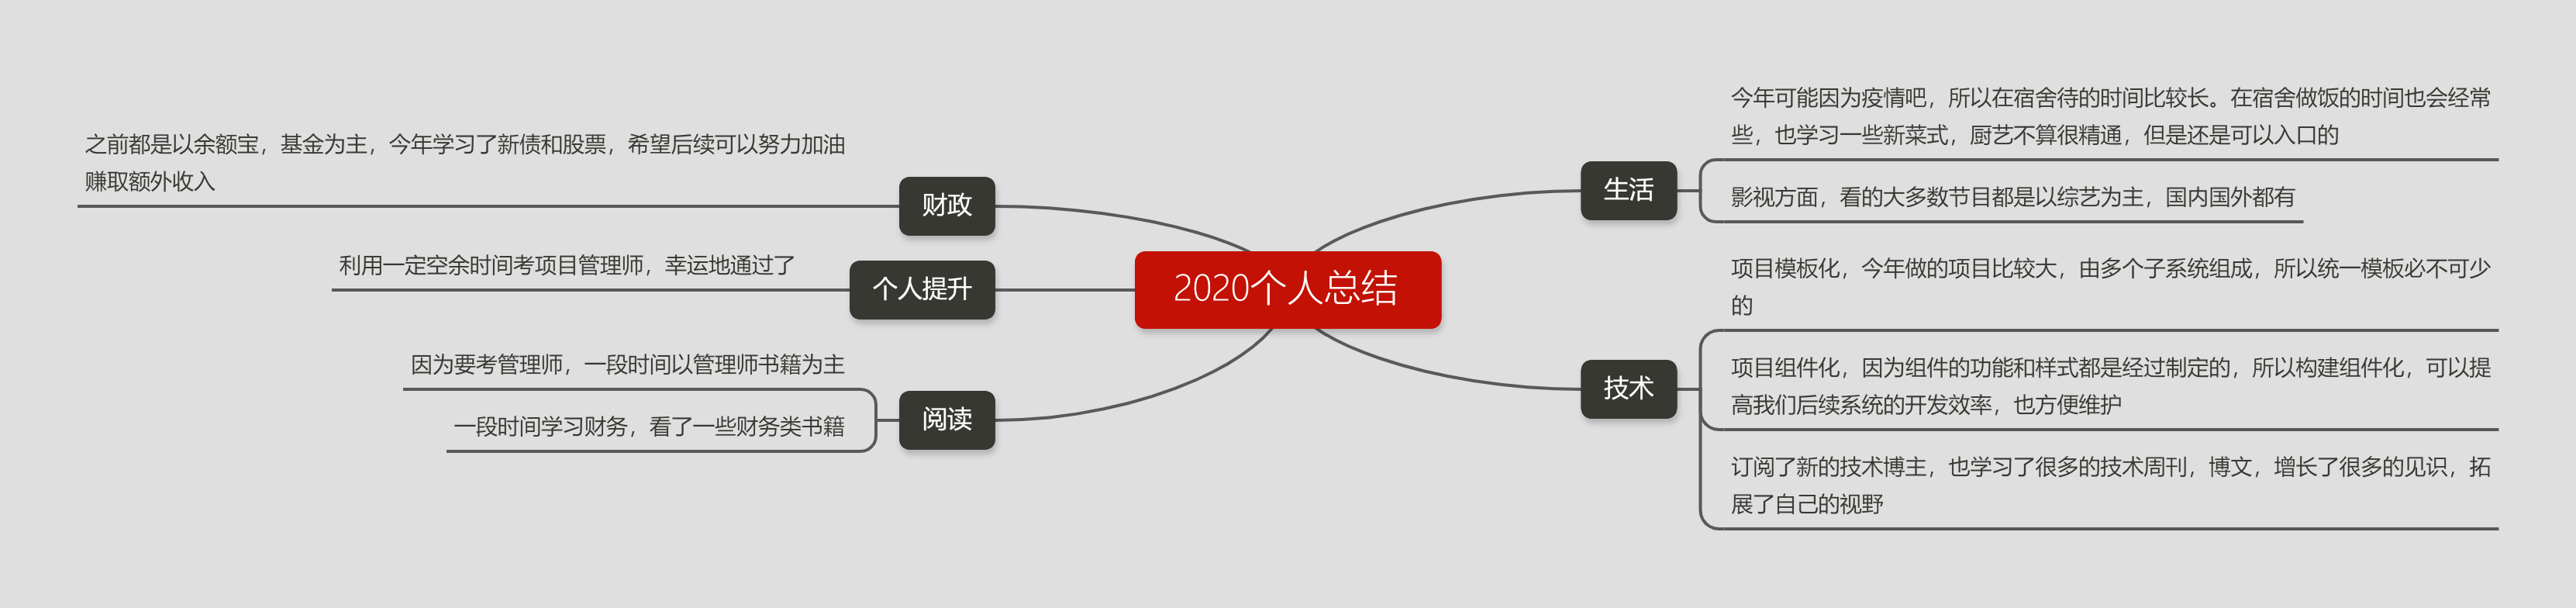 2020个人总结
生活
今年可能因为疫情吧，所以在宿舍待的时间比较长。在宿舍做饭的时间也会经常
些，也学习一些新菜式，厨艺不算很精通，但是还是可以入口的
影视方面，看的大多数节目都是以综艺为主，国内国外都有
技术
项目模板化，今年做的项目比较大，由多个子系统组成，所以统一模板必不可少
的
项目组件化，因为组件的功能和样式都是经过制定的，所以构建组件化，可以提
高我们后续系统的开发效率，也方便维护
订阅了新的技术博主，也学习了很多的技术周刊，博文，增长了很多的见识，拓
展了自己的视野
财政
之前都是以余额宝，基金为主，今年学习了新债和股票，希望后续可以努力加油
赚取额外收入
个人提升
利用一定空余时间考项目管理师，幸运地通过了
阅读
因为要考管理师，一段时间以管理师书籍为主
一段时间学习财务，看了一些财务类书籍